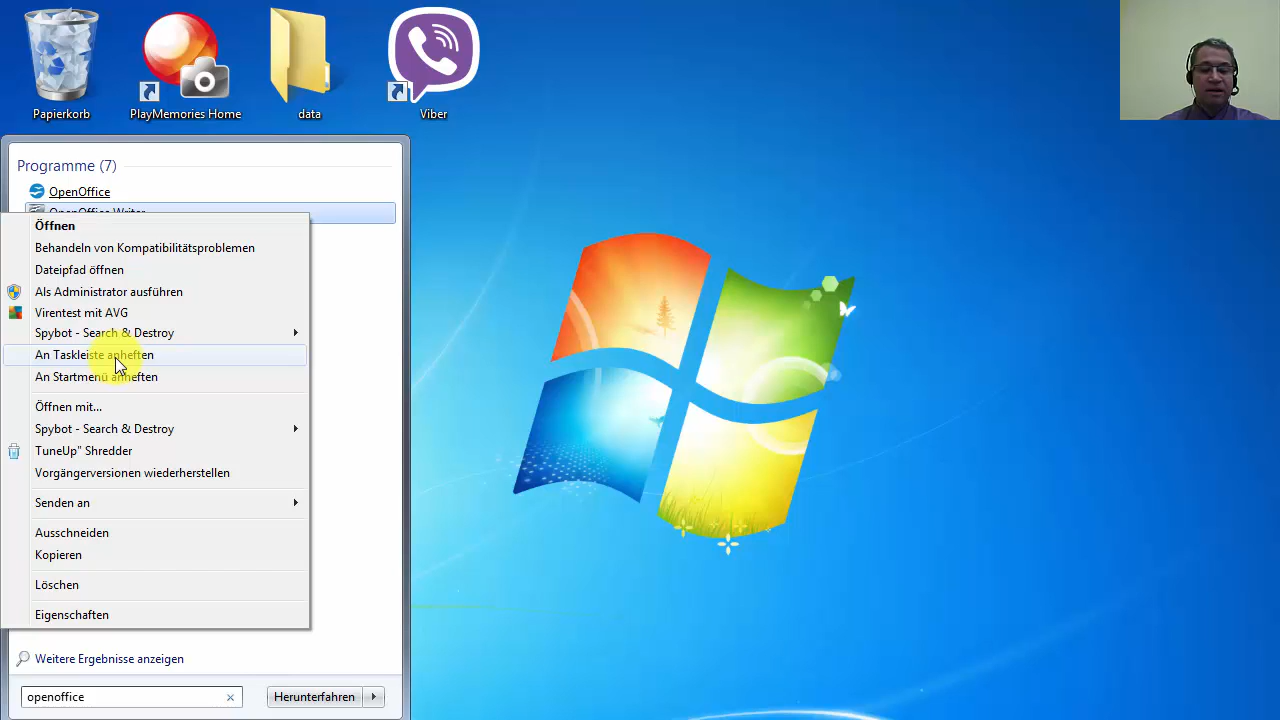 Papierkorb
PlayMemories Home
data
Viber
Programme (7)
OpenOffice
OpenOffice Writer
Öffnen
Behandeln von Kompatibilitätsproblemen
Dateipfad öffnen
Als Administrator ausführen
Virentest mit AVG
Spybot - Search & Destroy
An Taskleiste anheften
An Startmenü anheften
Öffnen mit...
Spybot - Search & Destroy
TuneUp" Shredder
Vorgängerversionen wiederherstellen
Senden an
Ausschneiden
Kopieren
Löschen
Eigenschaften
Weitere Ergebnisse anzeigen
openoffice
Herunterfahren